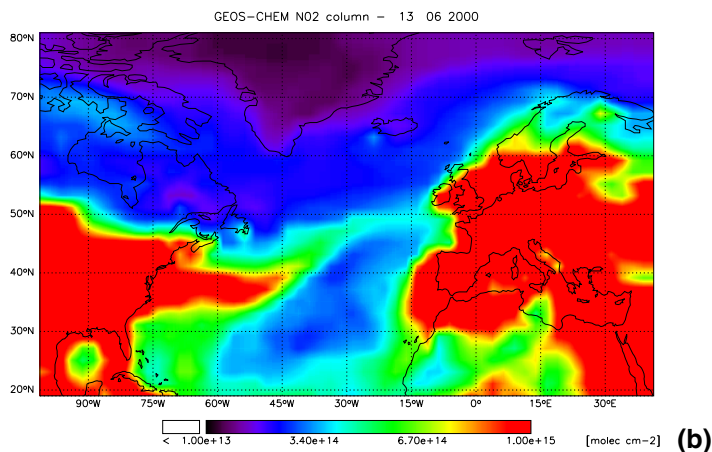 GEOS-CHEM NO2 column - 13 06 2000
80°N
70°N
60°N
50°N
40°N
30°N
20°N
90°W 75°W 60°W 45°W 30°W 15°W 0° 15°E 30°E
< 1.00e+13 3.40e+14 6.70e+14 1.00e+15 [molec cm-2] (b)